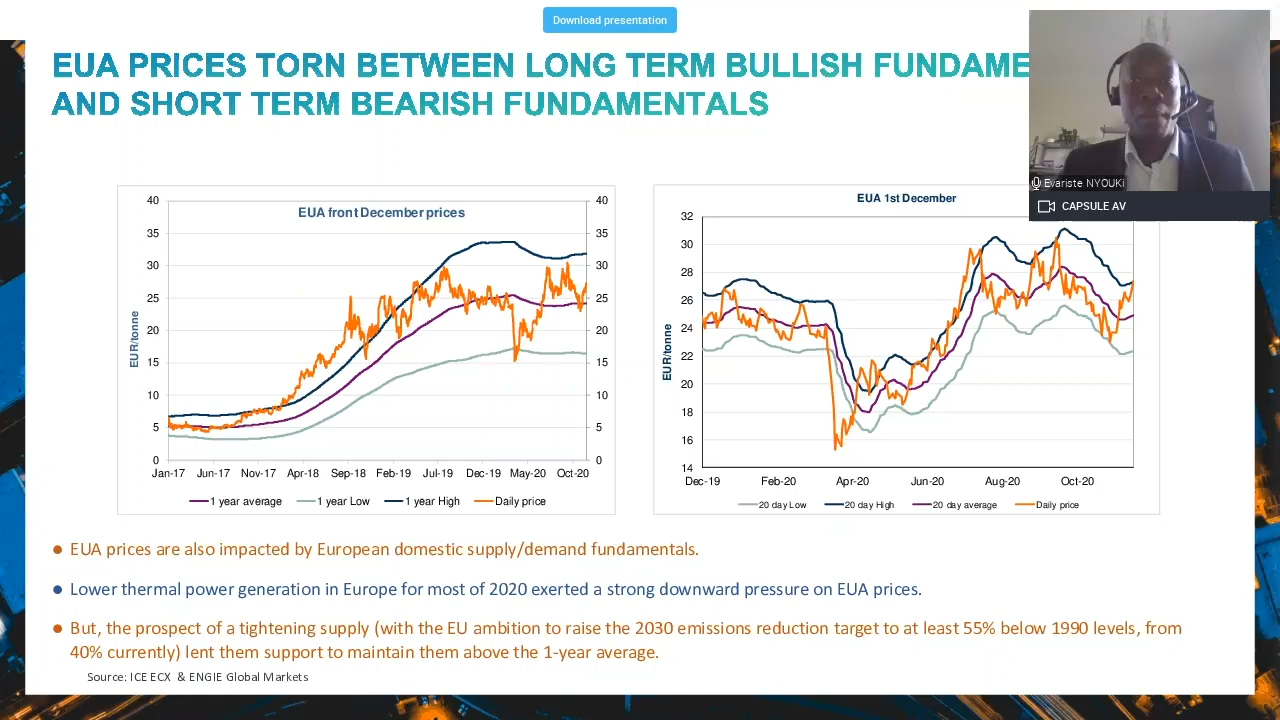 Download presentation
EUA PRICES TORN BETWEEN LONG TERM BULLISH FUNDAME
AND SHORT TERM BEARISH FUNDAMENTALS
Evariste NYOUKi
CAPSULE AV
EUA front December prices
EUR/tonne
40
35
30
25
20
15
10
5
0
40
35
30
25
20
15
10
5
0
Jan-17 Jun-17 Nov-17 Apr-18 Sep-18 Feb-19 Jul-19 Dec-19 May-20 Oct-20
1 year average 1 year Low 1 year High Daily price
EUA 1st December
EUR/tonne
32
30
28
26
24
22
20
18
16
14
Dec-19 Feb-20 Apr-20 Jun-20 Aug-20 Oct-20
20 day Low 20 day High 20 day average Daily price
● EUA prices are also impacted by European domestic supply/demand fundamentals.
● Lower thermal power generation in Europe for most of 2020 exerted a strong downward pressure on EUA prices.
● But, the prospect of a tightening supply (with the EU ambition to raise the 2030 emissions reduction target to at least 55% below 1990 levels, from
40% currently) lent them support to maintain them above the 1-year average.
Source: ICE ECX & ENGIE Global Markets